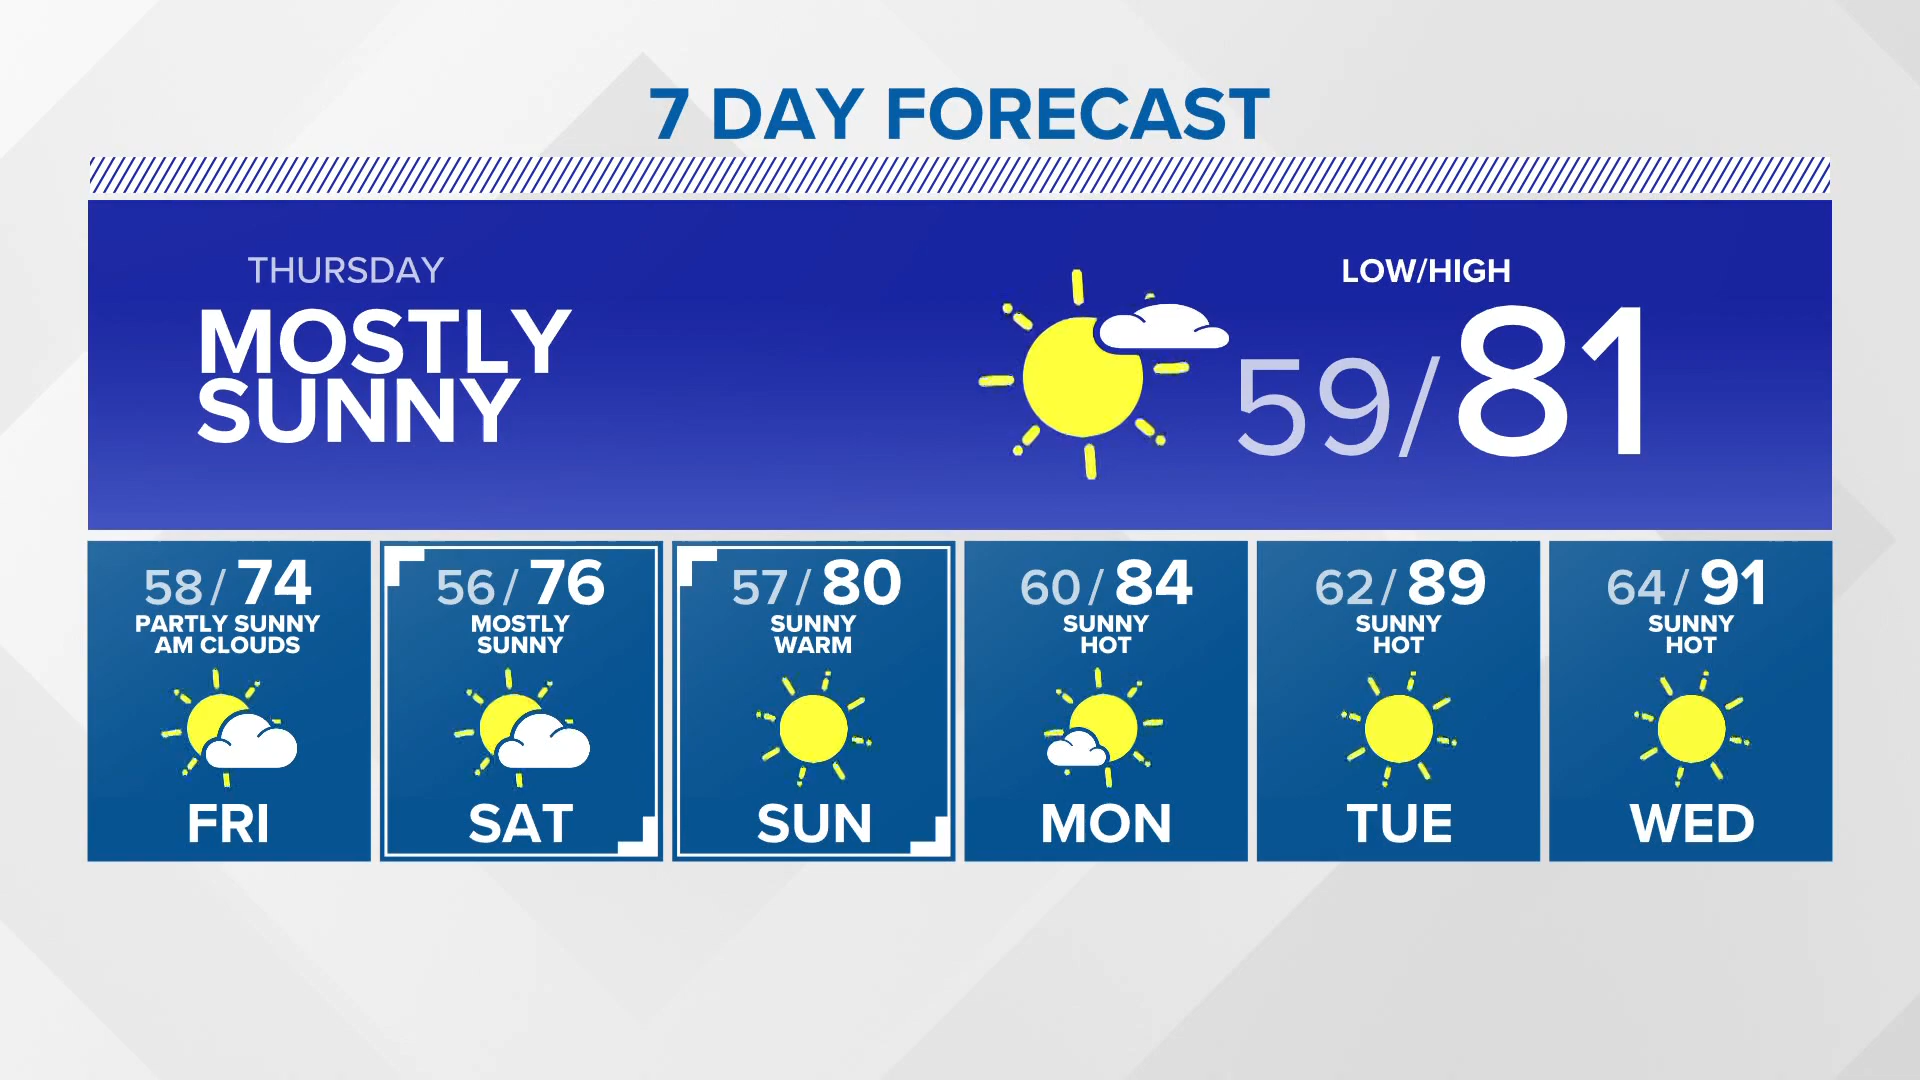 7 DAY FORECAST
THURSDAY
MOSTLY
SUNNY
LOW/HIGH
59/81
58/74
PARTLY SUNNY
AM CLOUDS
FRI
56/76
MOSTLY
SUNNY
SAT
57/80
SUNNY
WARM
SUN
60/84
SUNNY
HOT
MON
62/89
SUNNY
HOT
TUE
64/91
SUNNY
HOT
WED